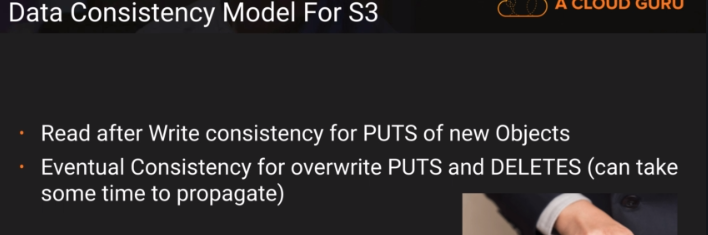 Data Consistency Model For S3
A CLOUD GURU
• Read after Write consistency for PUTS of new Objects
• Eventual Consistency for overwrite PUTS and DELETES (can take
some time to propagate)